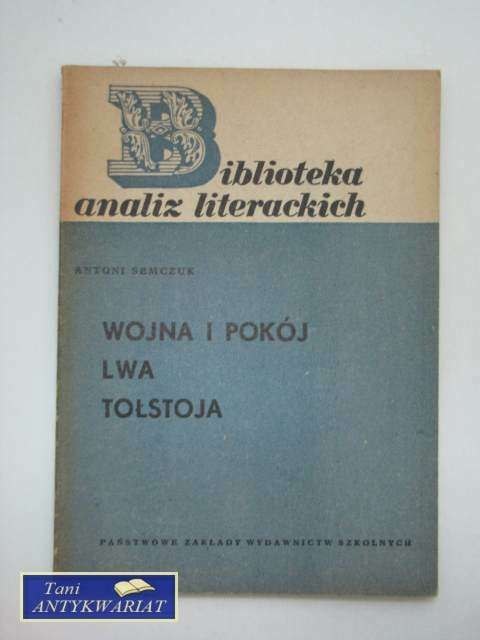 Biblioteka
analiz literackich
ANTONI SEMCZUK
WOJNA I POKÓJ
LWA
TOŁSTOJA
PAŃSTWOWE ZAKŁADY WYDAWNICTW SZKOLNYCH
Tani
ANTYKWARIAT